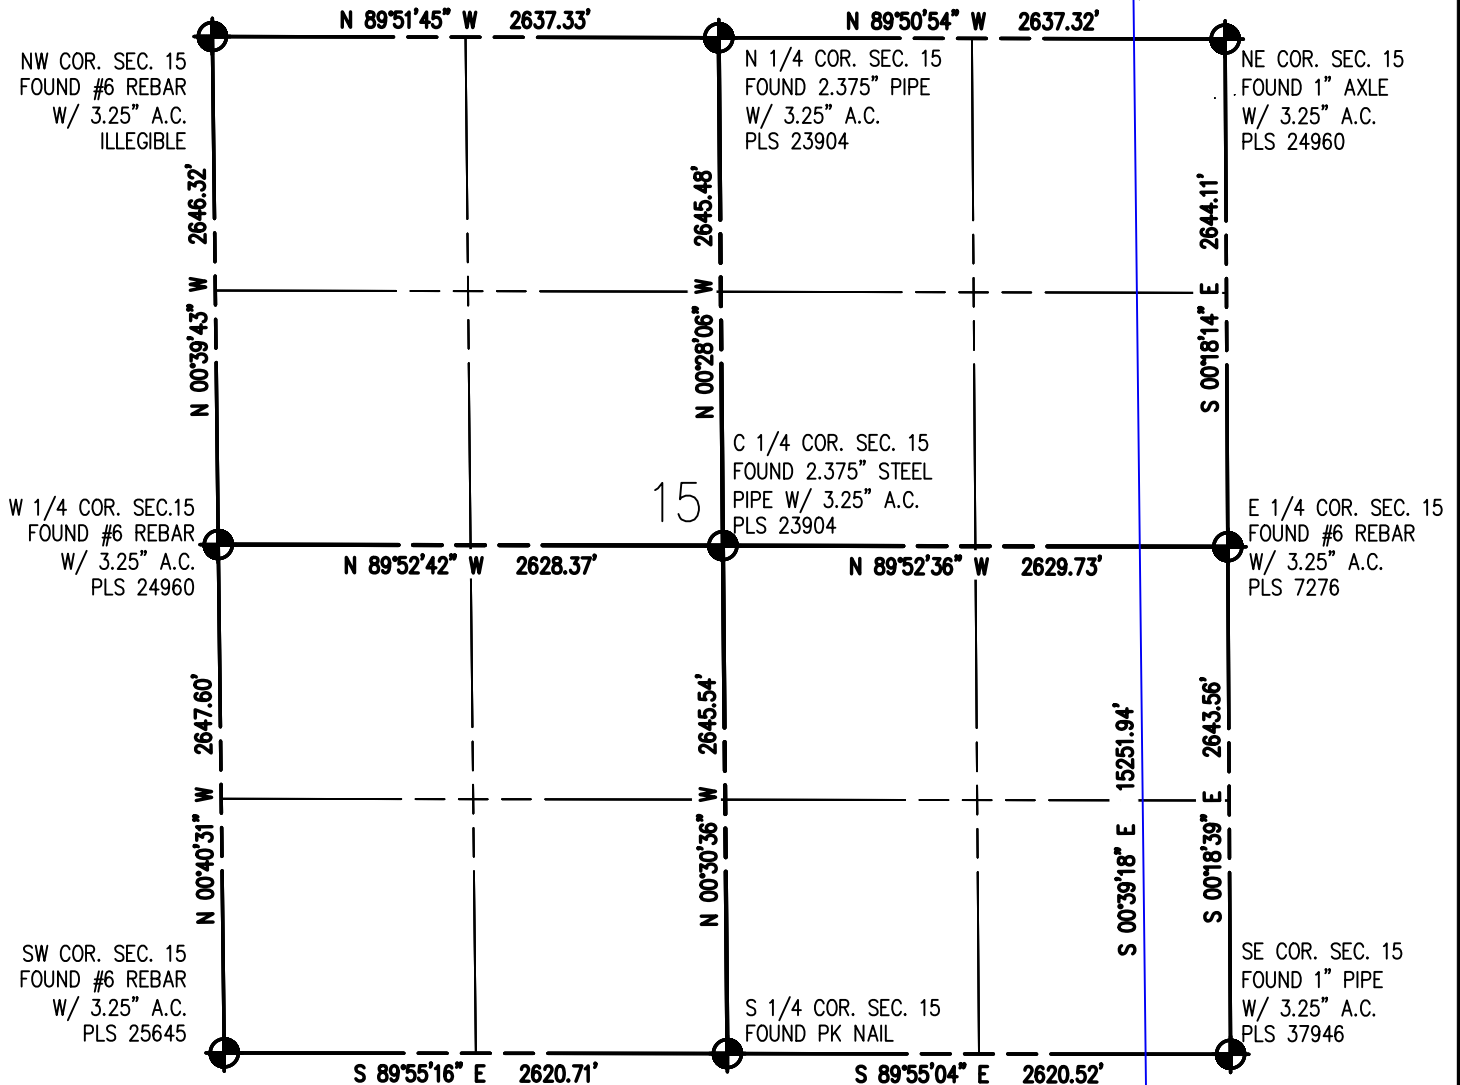 N 89°51'45" W 2637.33'
N 89°50'54" W 2637.32'
NW COR. SEC. 15
FOUND #6 REBAR
W/ 3.25" A.C.
ILLEGIBLE
N 1/4 COR. SEC. 15
FOUND 2.375" PIPE
W/ 3.25" A.C.
PLS 23904
NE COR. SEC. 15
FOUND 1" AXLE
W/ 3.25" A.C.
PLS 24960
N 00°39'43" W 2646.32'
N 00°28'06" W 2645.48'
S 00°18'14" E 2644.11'
C 1/4 COR. SEC. 15
FOUND 2.375" STEEL
PIPE W/ 3.25" A.C.
PLS 23904
15
W 1/4 COR. SEC.15
FOUND #6 REBAR
W/ 3.25" A.C.
PLS 24960
E 1/4 COR. SEC. 15
FOUND #6 REBAR
W/ 3.25" A.C.
PLS 7276
N 89°52'42" W 2628.37'
N 89°52'36" W 2629.73'
N 00°40'31" W 2647.60'
N 00°30'36" W 2645.54'
S 00°39'18" E 15251.94'
S 00°18'39" E 2643.56'
SW COR. SEC. 15
FOUND #6 REBAR
W/ 3.25" A.C.
PLS 25645
S 1/4 COR. SEC. 15
FOUND PK NAIL
SE COR. SEC. 15
FOUND 1" PIPE
W/ 3.25" A.C.
PLS 37946
S 89°55'16" E 2620.71'
S 89°55'04" E 2620.52'